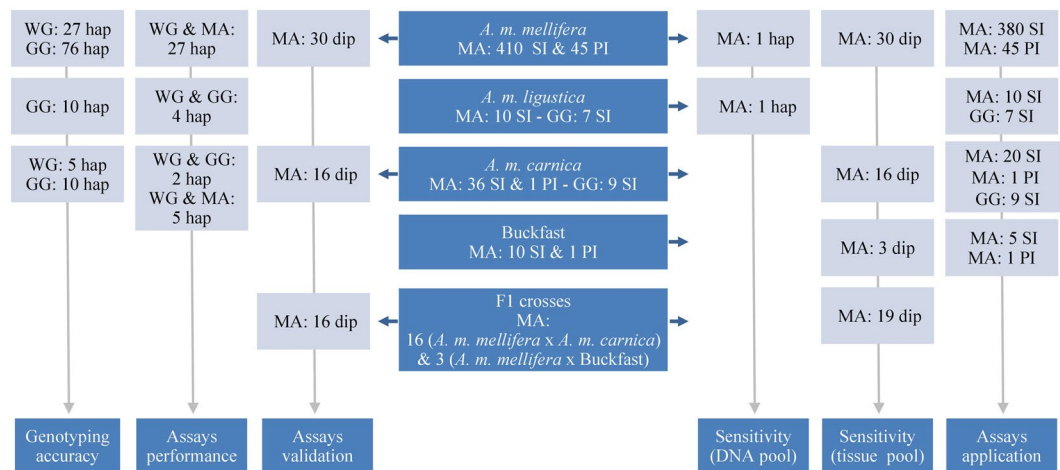 WG: 27 hap
GG: 76 hap
GG: 10 hap
WG: 5 hap
GG: 10 hap
Genotyping
accuracy
WG & MA:
27 hap
WG & GG:
4 hap
WG & GG:
2 hap
WG & MA:
5 hap
Assays
performance
MA: 30 dip
MA: 16 dip
MA: 16 dip
Assays
validation
A. m. mellifera
MA: 410 SI & 45 PI
A. m. ligustica
MA: 10 SI - GG: 7 SI
A. m. carnica
MA: 36 SI & 1 PI - GG: 9 SI
Buckfast
MA: 10 SI & 1 PI
F1 crosses
MA:
16 (A. m. mellifera x A. m. carnica)
& 3 (A. m. mellifera x Buckfast)
MA: 1 hap
MA: 1 hap
Sensitivity
(DNA pool)
MA: 30 dip
MA: 16 dip
MA: 3 dip
MA: 19 dip
Sensitivity
(tissue pool)
MA: 380 SI
MA: 45 PI
MA: 10 SI
GG: 7 SI
MA: 20 SI
MA: 1 PI
GG: 9 SI
MA: 5 SI
MA: 1 PI
Assays
application